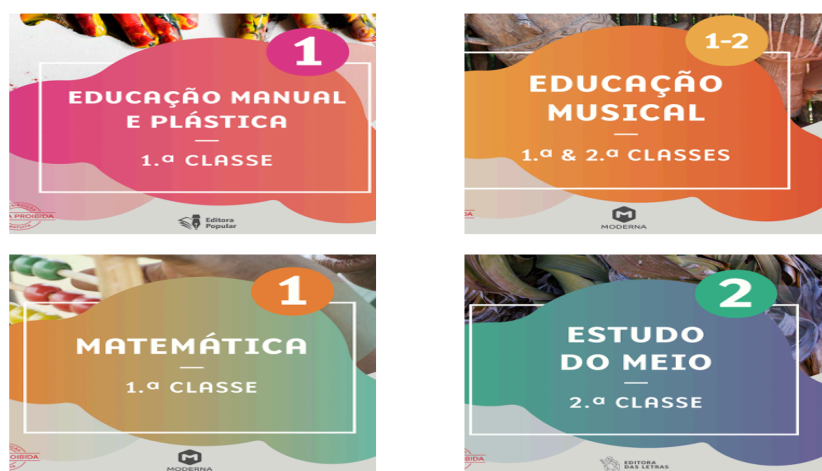 1
EDUCAÇÃO MANUAL
E PLÁSTICA
1.ª CLASSE
PROIBIDA
Editora
Popular
1-2
EDUCAÇÃO
MUSICAL
1.ª & 2.ª CLASSES
MODERNA
1
MATEMÁTICA
1.ª CLASSE
MODERNA
2
ESTUDO
DO MEIO
2.ª CLASSE
EDITORA
DAS LETRAS